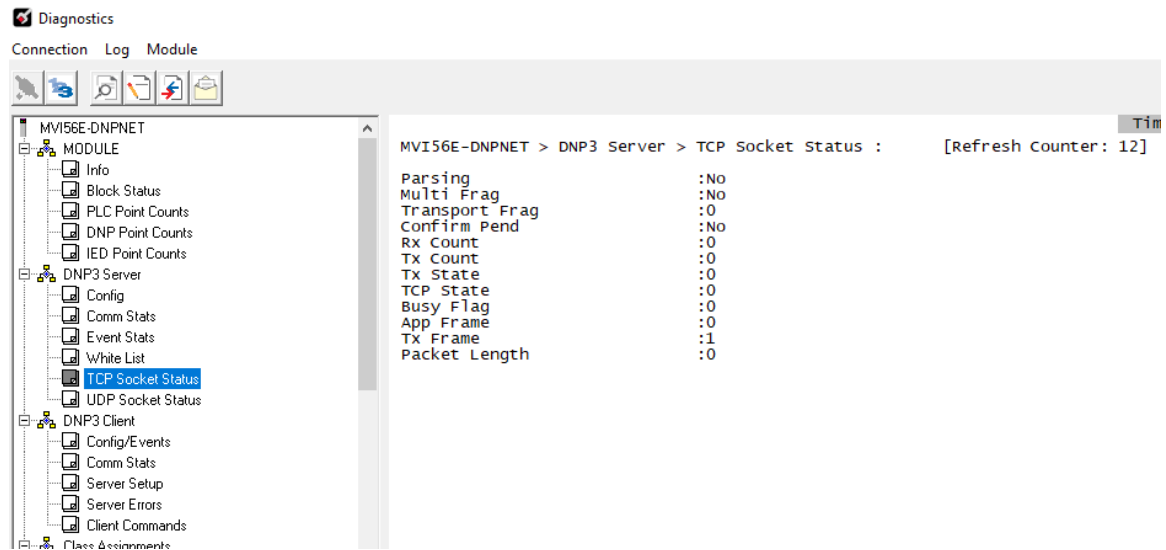 Diagnostics
Connection Log Module
MVI56E-DNPNET
MODULE
Info
Block Status
PLC Point Counts
DNP Point Counts
IED Point Counts
DNP3 Server
Config
Comm Stats
Event Stats
White List
TCP Socket Status
UDP Socket Status
DNP3 Client
Config/Events
Comm Stats
Server Setup
Server Errors
Client Commands
Class Assignments
Tim
MVI56E-DNPNET > DNP3 Server > TCP Socket Status : [Refresh Counter: 12]
Parsing :No
Multi Frag :No
Transport Frag :0
Confirm Pend :No
Rx Count :0
Tx Count :0
Tx State :0
TCP State :0
Busy Flag :0
App Frame :0
Tx Frame :1
Packet Length :0